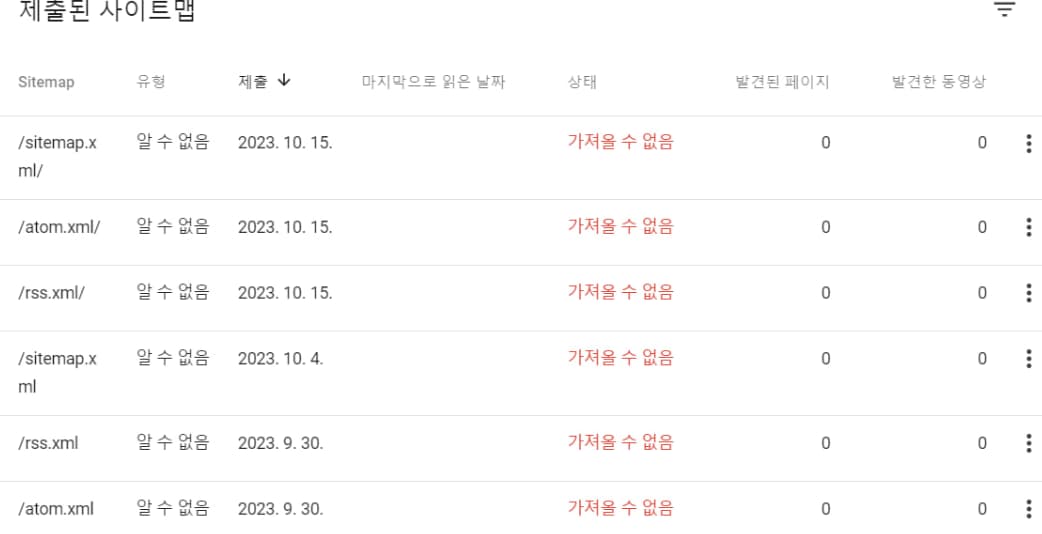 제출된 사이트맵
Sitemap 유형 제출 ↓ 마지막으로 읽은 날짜 상태 발견된 페이지 발견한 동영상
/sitemap.x 알 수 없음 2023. 10. 15. 가져올 수 없음 0 0
ml/
/atom.xml/ 알 수 없음 2023. 10. 15. 가져올 수 없음 0 0
/rss.xml/ 알 수 없음 2023. 10. 15. 가져올 수 없음 0 0
/sitemap.x 알 수 없음 2023. 10. 4. 가져올 수 없음 0 0
ml
/rss.xml 알 수 없음 2023. 9. 30. 가져올 수 없음 0 0
/atom.xml 알 수 없음 2023. 9. 30. 가져올 수 없음 0 0